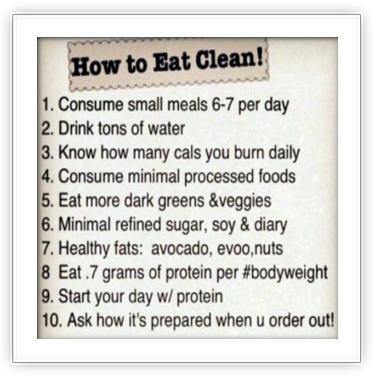 How to Eat Clean!
1. Consume small meals 6-7 per day
2. Drink tons of water
3. Know how many cals you burn daily
4. Consume minimal processed foods
5. Eat more dark greens &veggies
6. Minimal refined sugar, soy & diary
7. Healthy fats: avocado, evoo,nuts
8 Eat .7 grams of protein per #bodyweight
9. Start your day w/ protein
10. Ask how it's prepared when u order out!